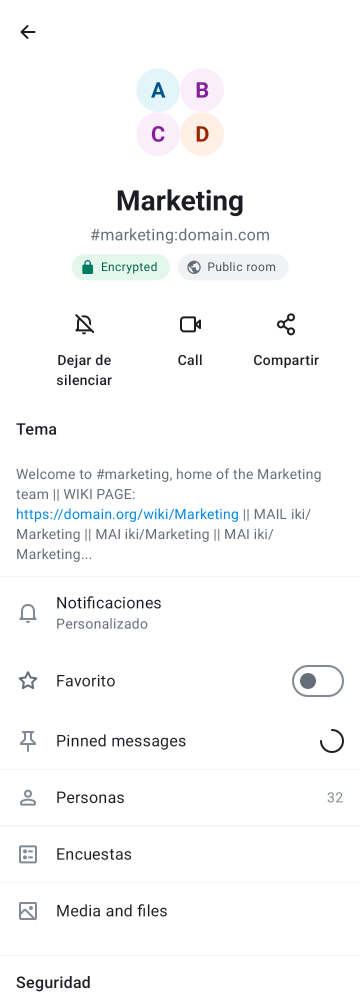 A
B
C
D
Marketing
#marketing:domain.com
Encrypted
Public room
Dejar de
silenciar
Call
Compartir
Tema
Welcome to #marketing, home of the Marketing
team || WIKI PAGE:
https://domain.org/wiki/Marketing || MAIL iki/
Marketing || MAI iki/Marketing || MAI iki/
Marketing...
Notificaciones
Personalizado
Favorito
Pinned messages
Personas
32
Encuestas
Media and files
Seguridad